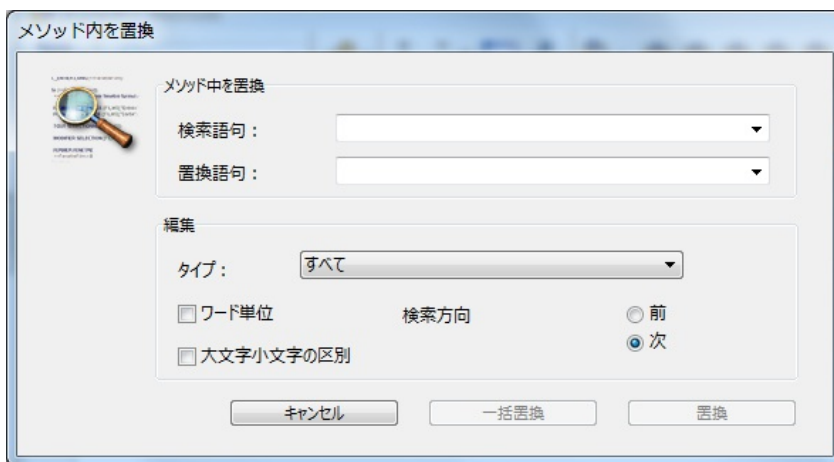 メソッド内を置換
メソッド中を置換
検索語句：
置換語句：
編集
タイプ： すべて
ワード単位 検索方向 前
次
大文字小文字の区別
キャンセル 一括置換 置換